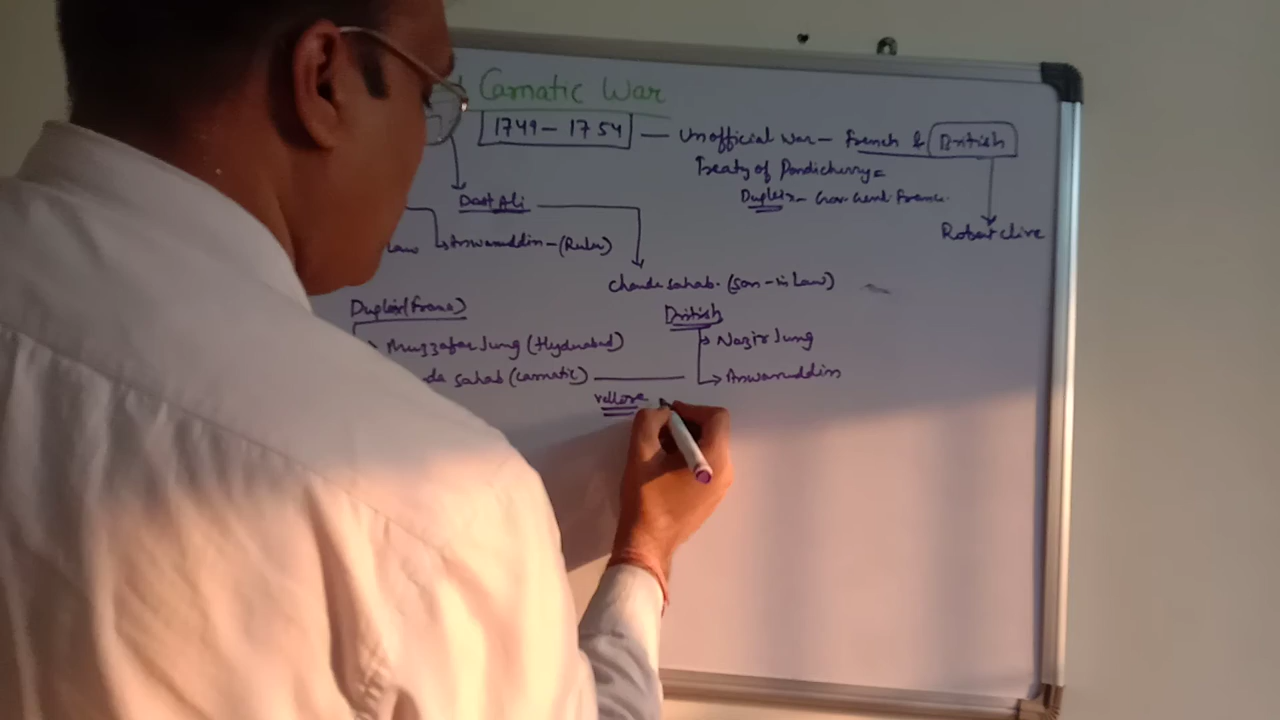 Carnatic War
1749 - 1754 — Unofficial War - French & British
Treaty of Pondicherry =
Dupleix - Gov. Genl. France.
Dost Ali
Robert clive
Law
Anwaruddin - (Ruler)
Chanda sahab. (son-in Law)
Dupleix (France)
British
Muzzafar Jung (Hyderabad)
Nazir Jung
da sahab (carnatic)
Anwaruddin
vellore